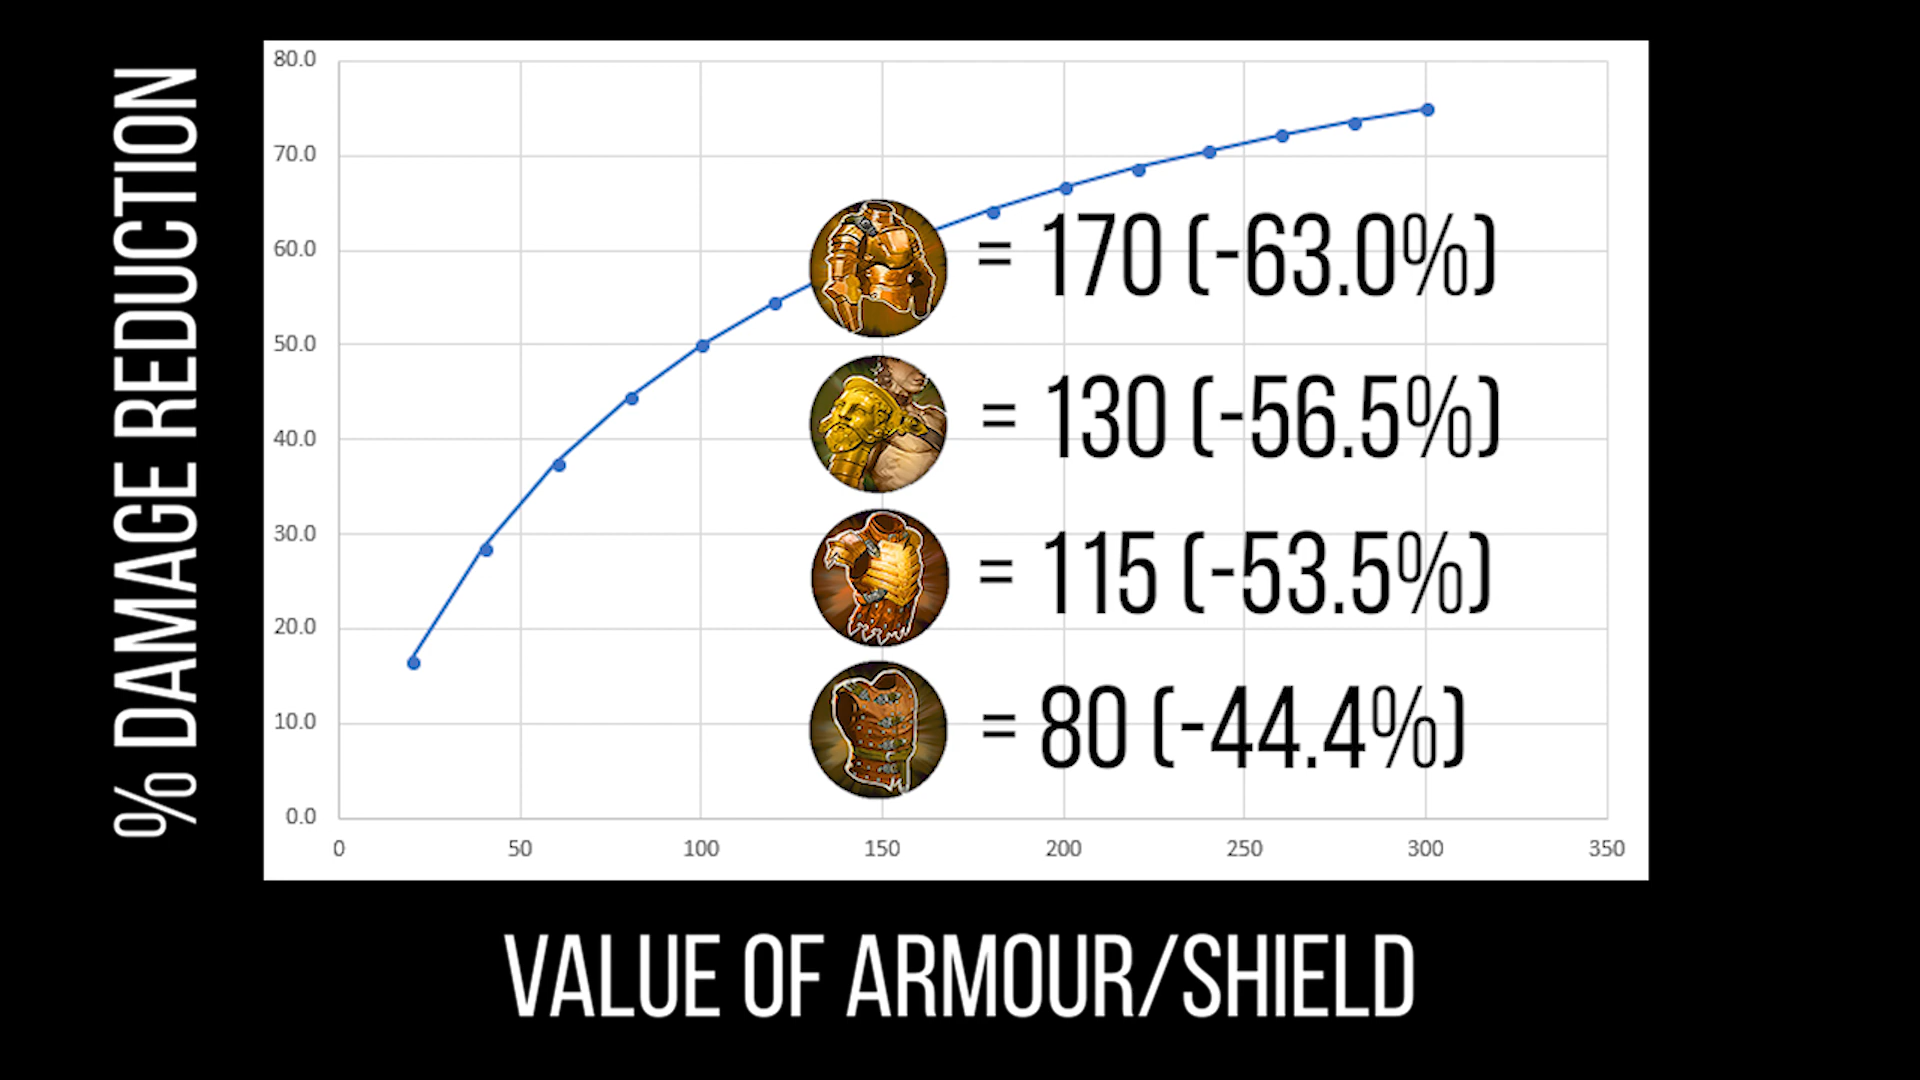 % DAMAGE REDUCTION
80.0
70.0
60.0
50.0
40.0
30.0
20.0
10.0
0.0
= 170 (-63.0%)
= 130 (-56.5%)
= 115 (-53.5%)
= 80 (-44.4%)
0 50 100 150 200 250 300 350
VALUE OF ARMOUR/SHIELD